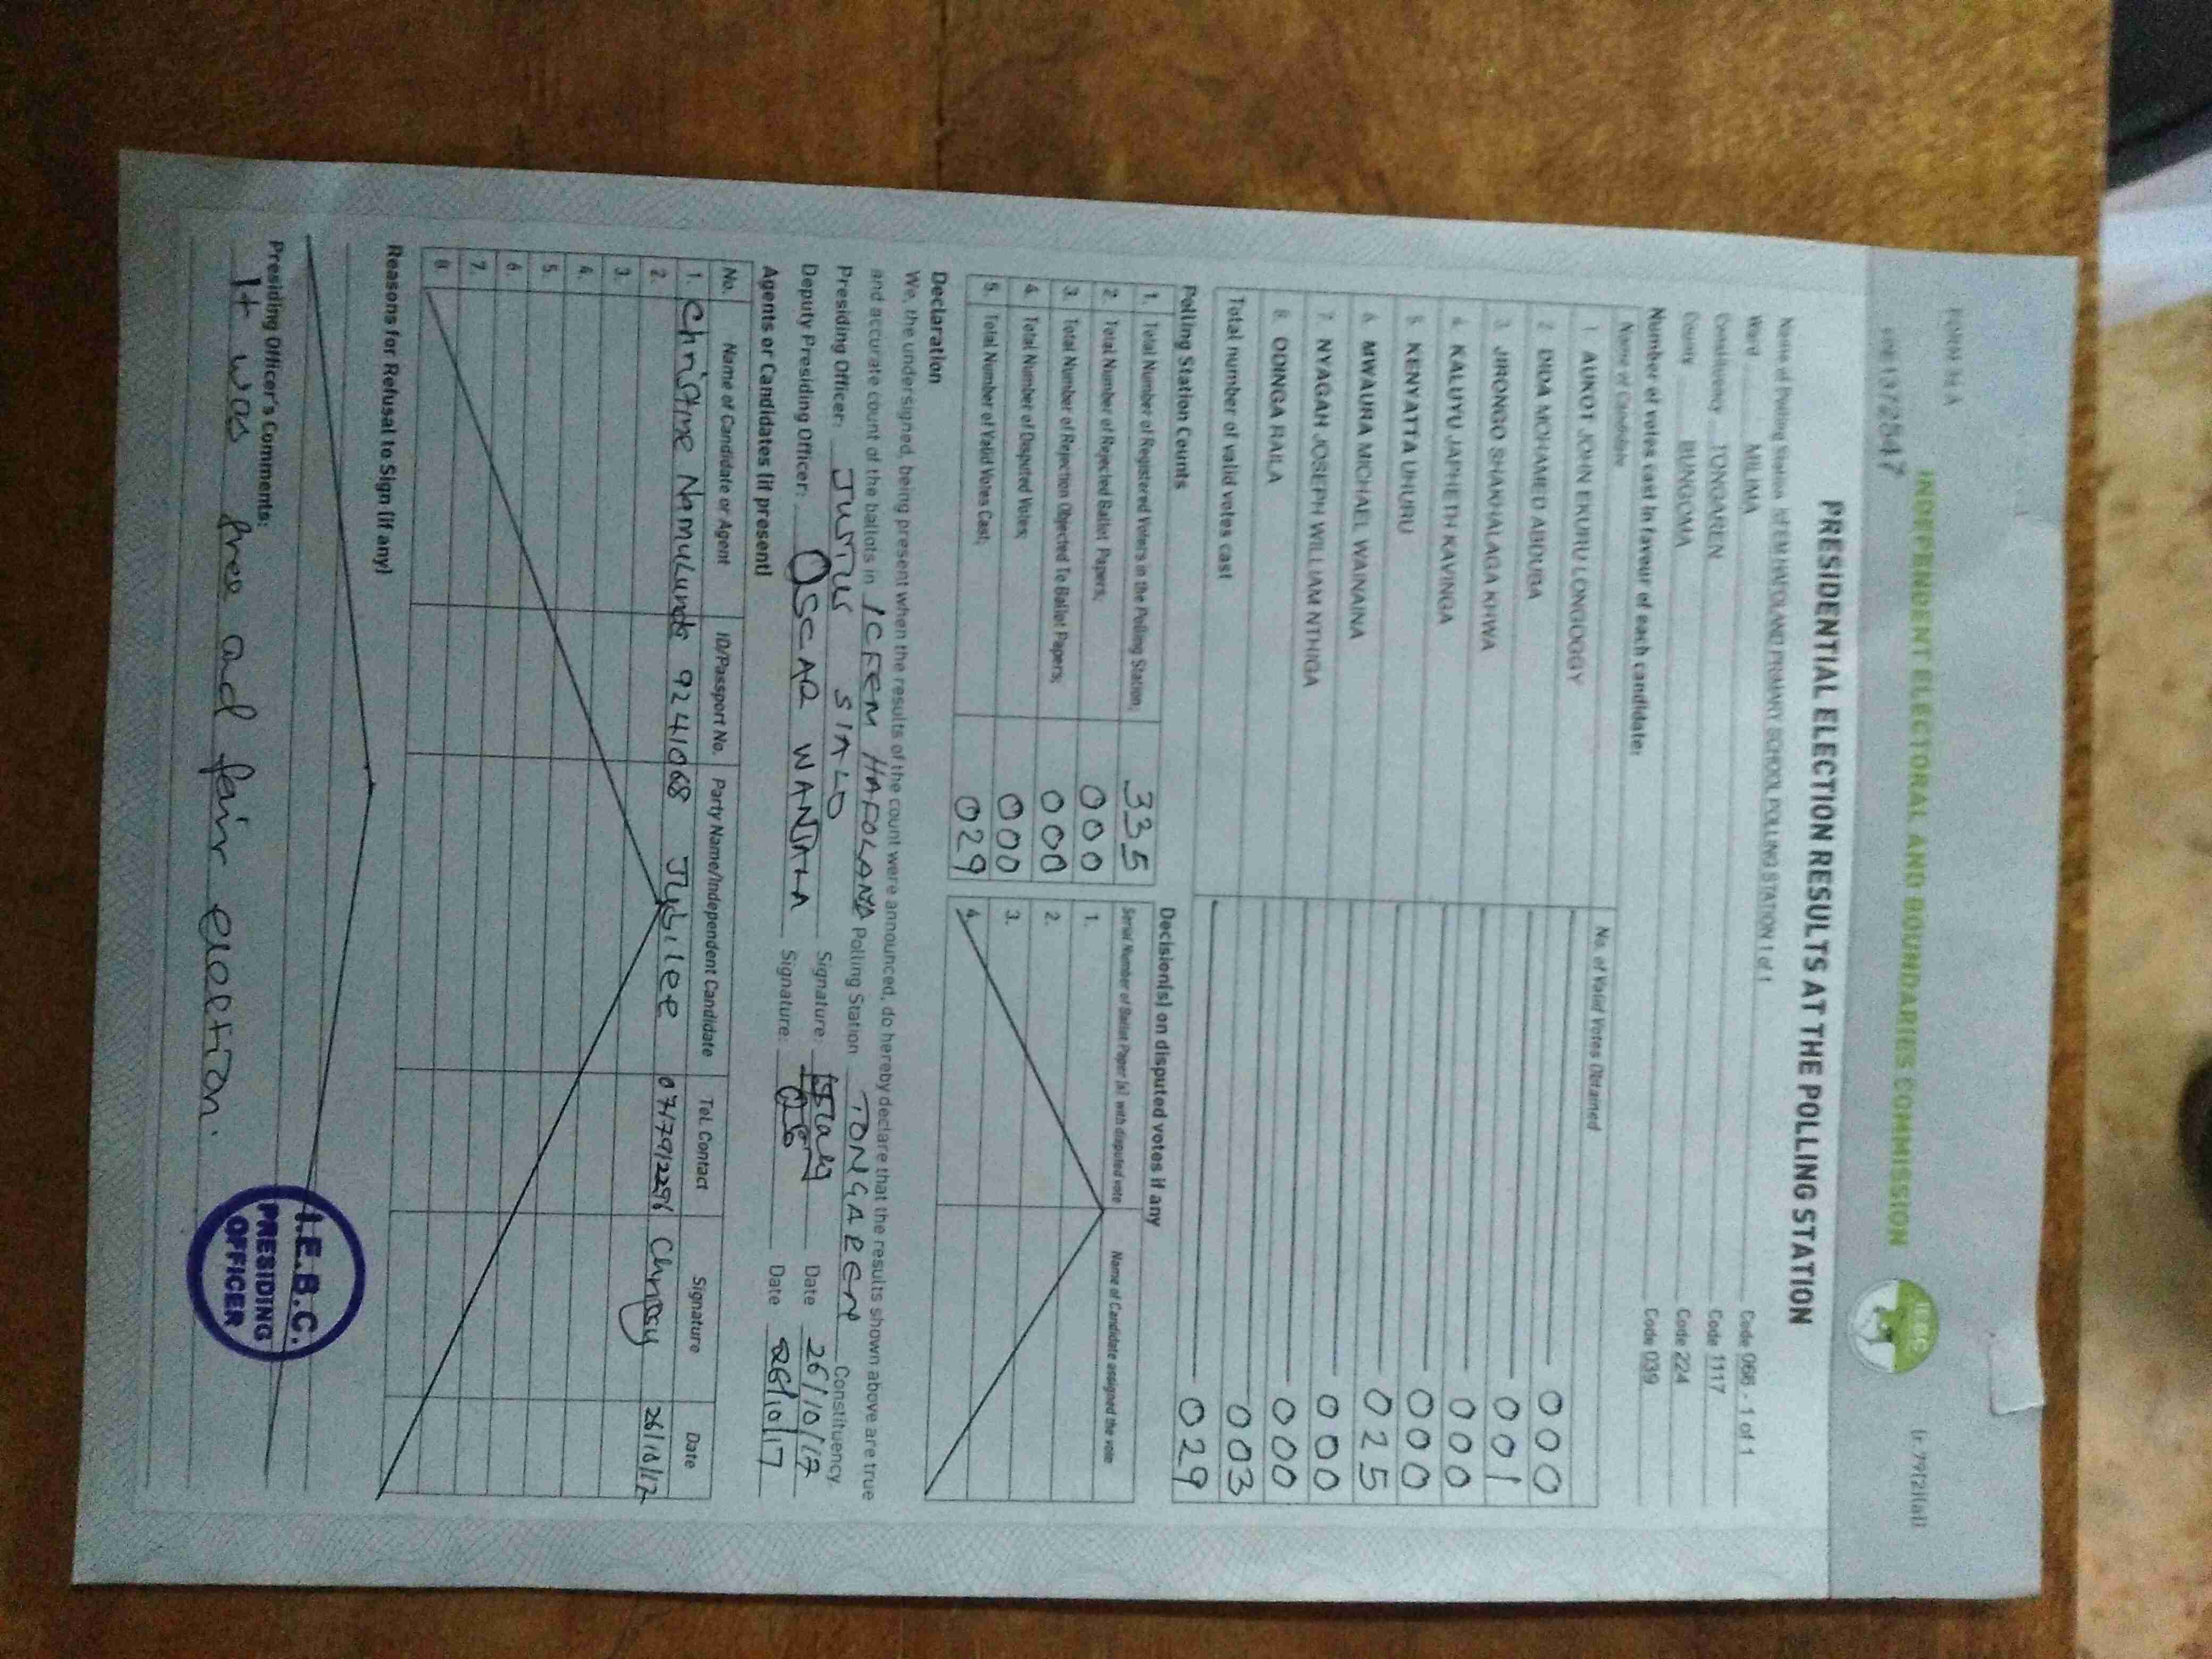 FORM 34A
(r.79(2)(a))
INDEPENDENT ELECTORAL AND BOUNDARIES COMMISSION
IEBC
PRESIDENTIAL ELECTION RESULTS AT THE POLLING STATION
Name of Polling Station ICFEM HAFOLAND PRIMARY SCHOOL POLLING STATION 1 of 1 Code 066 - 1 of 1
Ward MILIMA Code 1117
Constituency TONGAREN Code 224
County BUNGOMA Code 039
Number of votes cast in favour of each candidate:
Name of Candidate No. of Valid Votes Obtained
1. AUKOT JOHN EKURU LONGOGGY 000
2. DIDA MOHAMED ABDUBA 001
3. JIRONGO SHAKHALAGA KHWA 000
4. KALUYU JAPHETH KAVINGA 000
5. KENYATTA UHURU 025
6. MWAURA MICHAEL WAINAINA 000
7. NYAGAH JOSEPH WILLIAM NTHIGA 000
8. ODINGA RAILA 003
Total number of valid votes cast 029
Polling Station Counts
1. Total Number of Registered Voters in the Polling Station; 335
2. Total Number of Rejected Ballot Papers; 000
3. Total Number of Rejection Objected To Ballot Papers; 000
4. Total Number of Disputed Votes; 000
5. Total Number of Valid Votes Cast; 029
Decision(s) on disputed votes if any
Serial Number of Ballot Paper (s) with disputed vote Name of Candidate assigned the vote
1.
2.
3.
4.
Declaration
We, the undersigned, being present when the results of the count were announced, do hereby declare that the results shown above are true
and accurate count of the ballots in ICFEM HAFOLAND Polling Station TONGAREN Constituency.
Presiding Officer: JUSTUS SIALO Signature: Date 26/10/17
Deputy Presiding Officer: OSCAR WANJALA Signature: Date 26/10/17
Agents or Candidates (if present)
No. Name of Candidate or Agent ID/Passport No. Party Name/Independent Candidate Tel. Contact Signature Date
1. Christine Namulunda 9241068 Jubilee 0717912296 Chrissy 26/10/17
2.
3.
4.
5.
6.
7.
8.
Reasons for Refusal to Sign (if any)
Presiding Officer's Comments:
It was free and fair election.
I.E.B.C.
PRESIDING
OFFICER